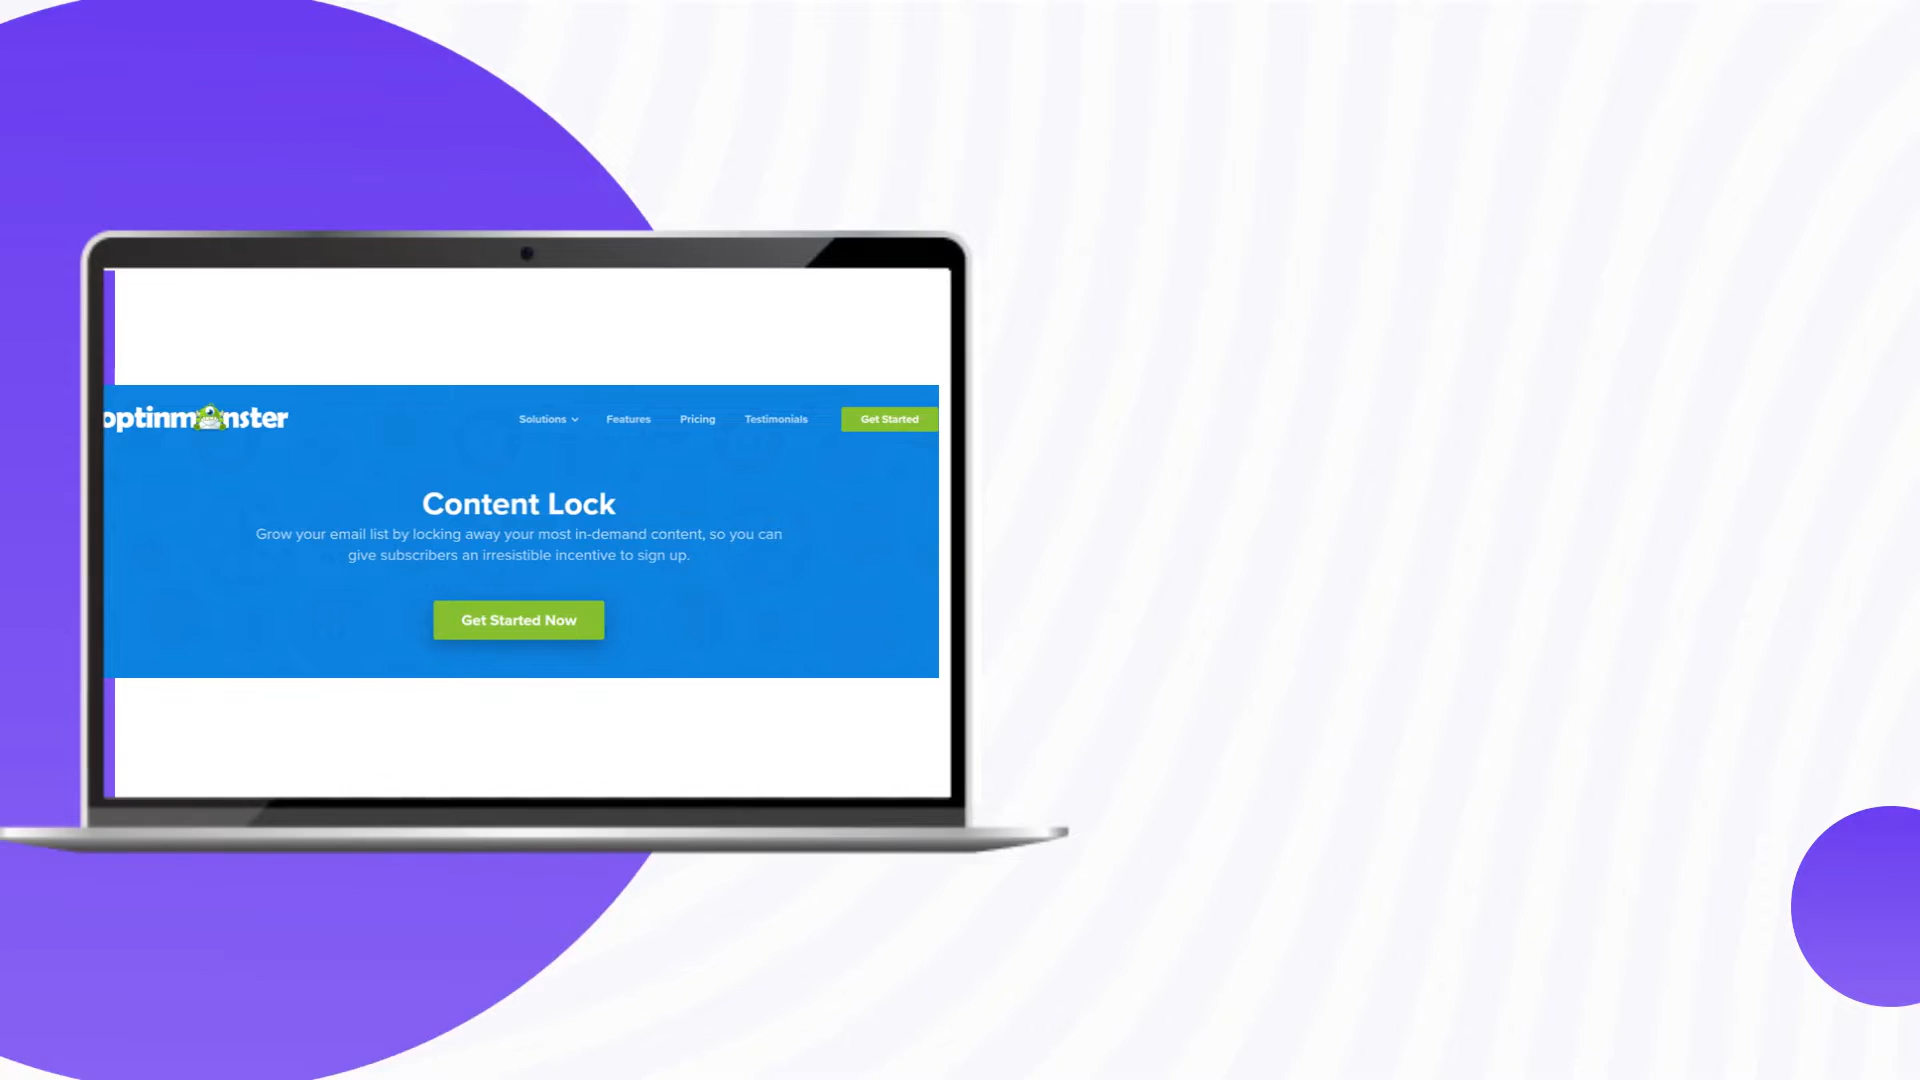 optinmonster
Solutions
Features
Pricing
Testimonials
Get Started
Content Lock
Grow your email list by locking away your most in-demand content, so you can
give subscribers an irresistible incentive to sign up.
Get Started Now